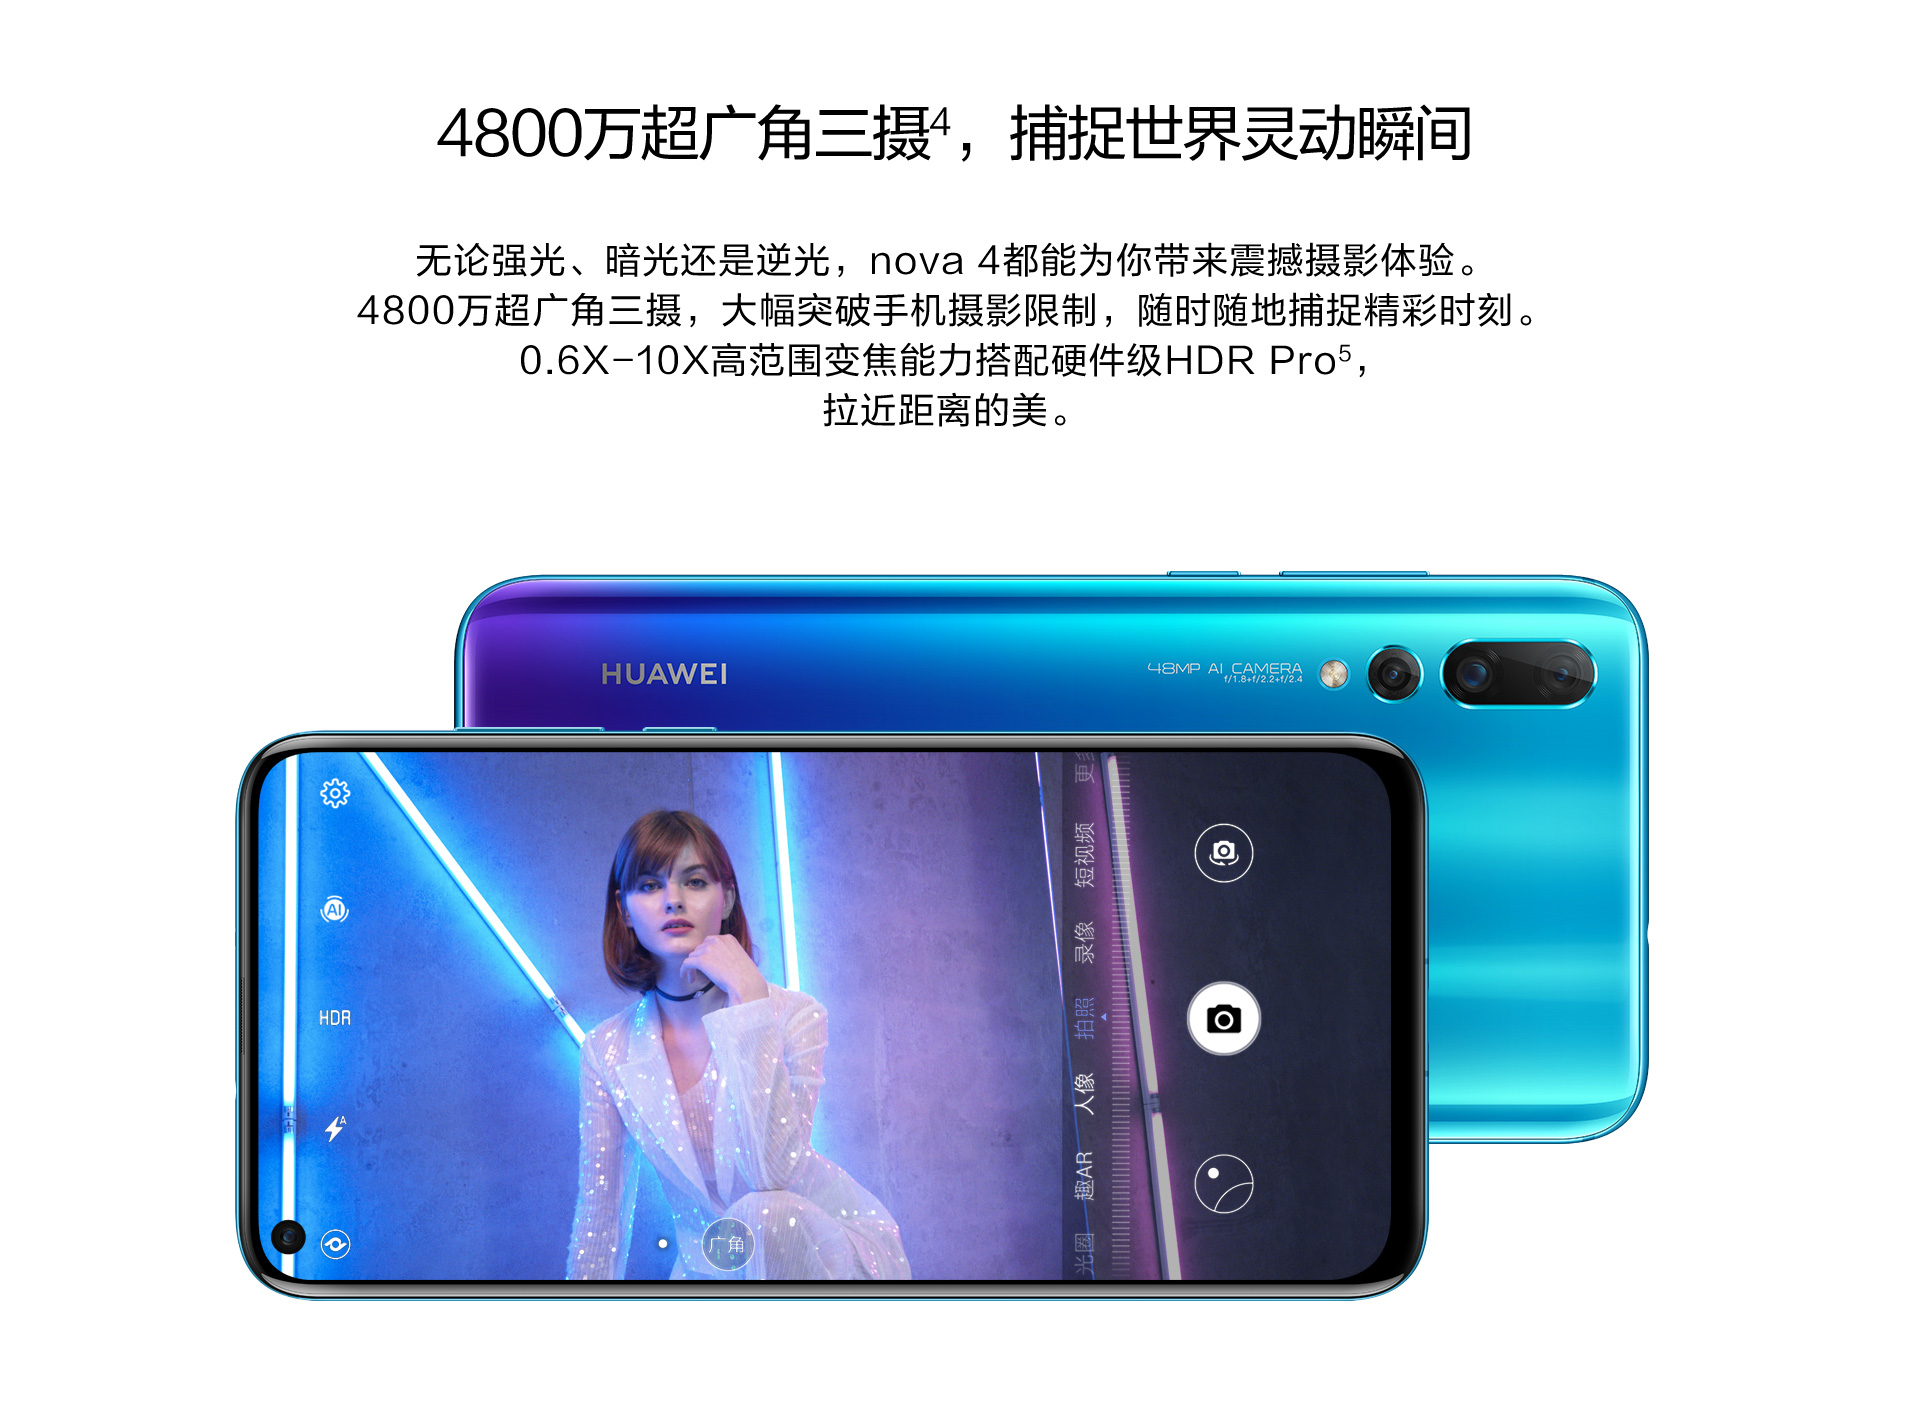 4800万超广角三摄4，捕捉世界灵动瞬间
无论强光、暗光还是逆光，nova 4都能为你带来震撼摄影体验。
4800万超广角三摄，大幅突破手机摄影限制，随时随地捕捉精彩时刻。
0.6X-10X高范围变焦能力搭配硬件级HDR Pro5，
拉近距离的美。
HUAWEI
48MP AI CAMERA
f/1.8+f/2.2+f/2.4
AI
HDR
A
广角
光圈
趣AR
人像
拍照
录像
短视频
更多